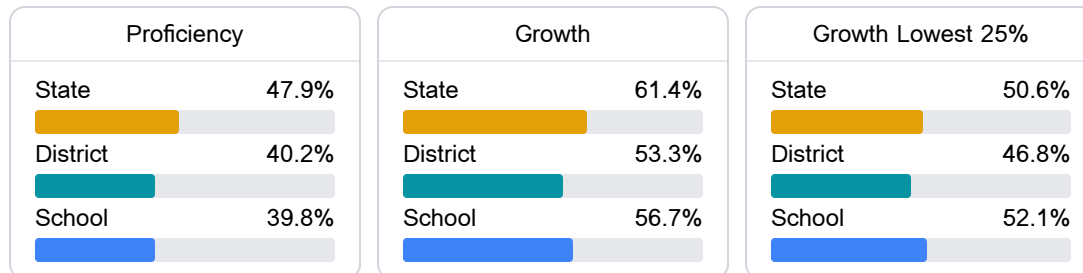 Proficiency
State 47.9%
District 40.2%
School 39.8%
Growth
State 61.4%
District 53.3%
School 56.7%
Growth Lowest 25%
State 50.6%
District 46.8%
School 52.1%